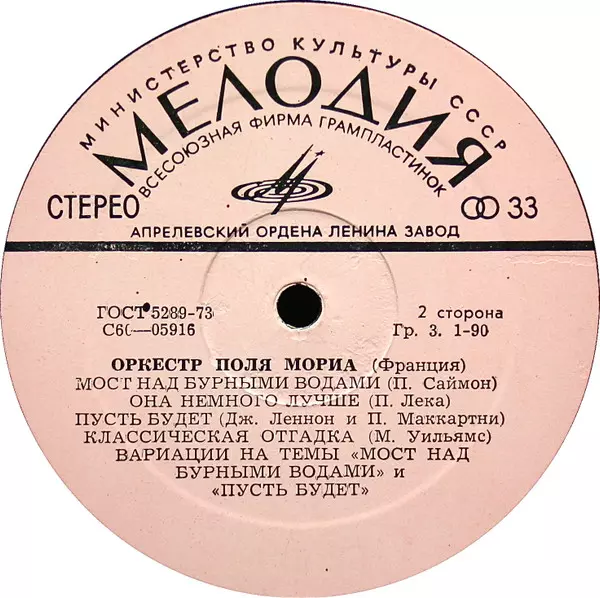 МИНИСТЕРСТВО КУЛЬТУРЫ СССР
МЕЛОДИЯ
ВСЕСОЮЗНАЯ ФИРМА ГРАМПЛАСТИНОК
СТЕРЕО
33
АПРЕЛЕВСКИЙ ОРДЕНА ЛЕНИНА ЗАВОД
ГОСТ 5289-73
2 сторона
С60—05916
Гр. 3. 1-90
ОРКЕСТР ПОЛЯ МОРИА (Франция)
МОСТ НАД БУРНЫМИ ВОДАМИ (П. Саймон)
ОНА НЕМНОГО ЛУЧШЕ (П. Лека)
ПУСТЬ БУДЕТ (Дж. Леннон и П. Маккартни)
КЛАССИЧЕСКАЯ ОТГАДКА (М. Уильямс)
ВАРИАЦИИ НА ТЕМЫ «МОСТ НАД
БУРНЫМИ ВОДАМИ» и
«ПУСТЬ БУДЕТ»